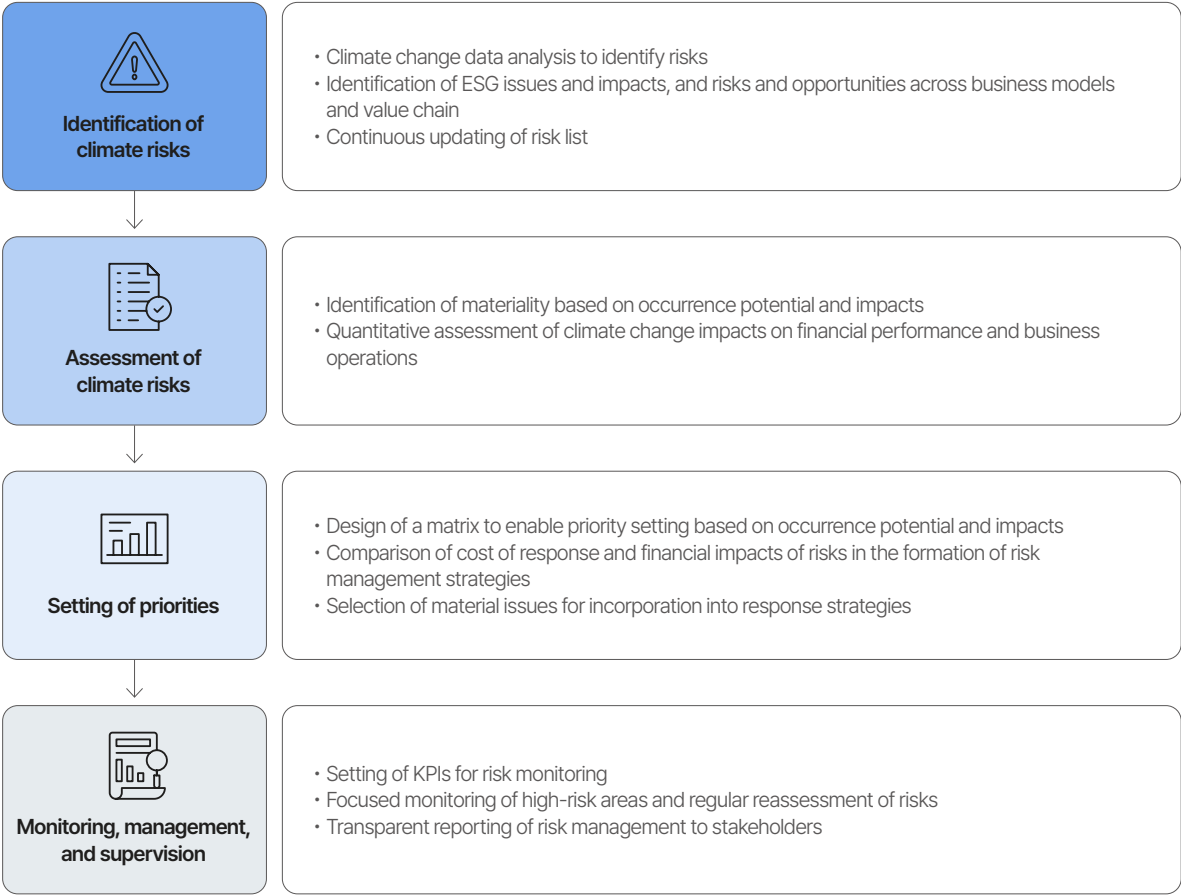 Identification of
climate risks
• Climate change data analysis to identify risks
• Identification of ESG issues and impacts, and risks and opportunities across business models
and value chain
• Continuous updating of risk list
Assessment of
climate risks
• Identification of materiality based on occurrence potential and impacts
• Quantitative assessment of climate change impacts on financial performance and business
operations
Setting of priorities
• Design of a matrix to enable priority setting based on occurrence potential and impacts
• Comparison of cost of response and financial impacts of risks in the formation of risk
management strategies
• Selection of material issues for incorporation into response strategies
Monitoring, management,
and supervision
• Setting of KPIs for risk monitoring
• Focused monitoring of high-risk areas and regular reassessment of risks
• Transparent reporting of risk management to stakeholders